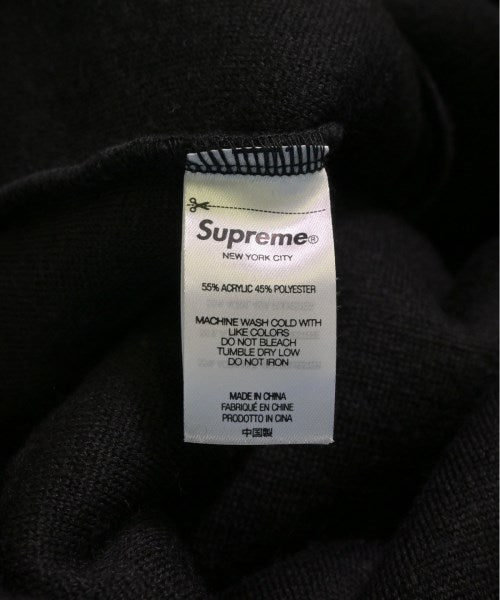 Supreme®
NEW YORK CITY
55% ACRYLIC 45% POLYESTER
MACHINE WASH COLD WITH
LIKE COLORS
DO NOT BLEACH
TUMBLE DRY LOW
DO NOT IRON
MADE IN CHINA
FABRIQUÉ EN CHINE
PRODOTTO IN CINA
中国製